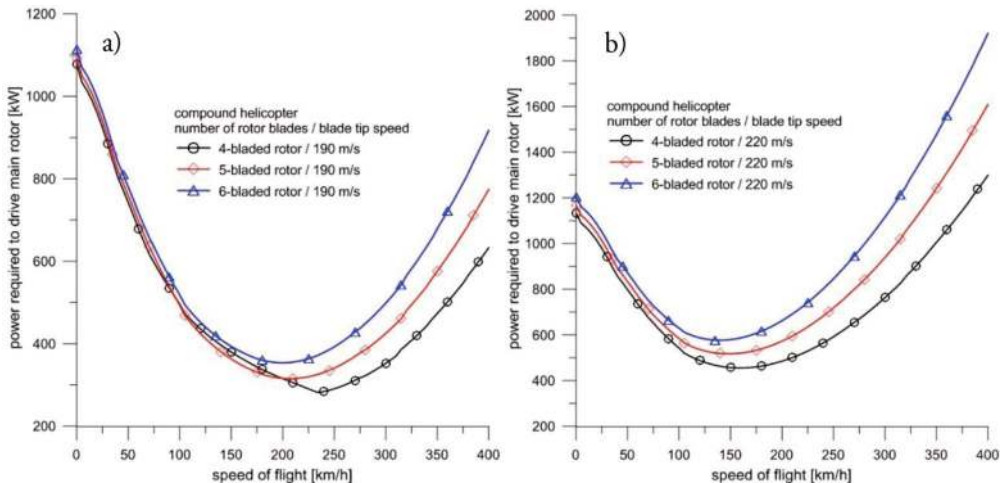 a)
power required to drive main rotor [kW]
1200
1000
800
600
400
200
compound helicopter
number of rotor blades / blade tip speed
4-bladed rotor / 190 m/s
5-bladed rotor / 190 m/s
6-bladed rotor / 190 m/s
0 50 100 150 200 250 300 350 400
speed of flight [km/h]
b)
power required to drive main rotor [kW]
2000
1800
1600
1400
1200
1000
800
600
400
200
compound helicopter
number of rotor blades / blade tip speed
4-bladed rotor / 220 m/s
5-bladed rotor / 220 m/s
6-bladed rotor / 220 m/s
0 50 100 150 200 250 300 350 400
speed of flight [km/h]